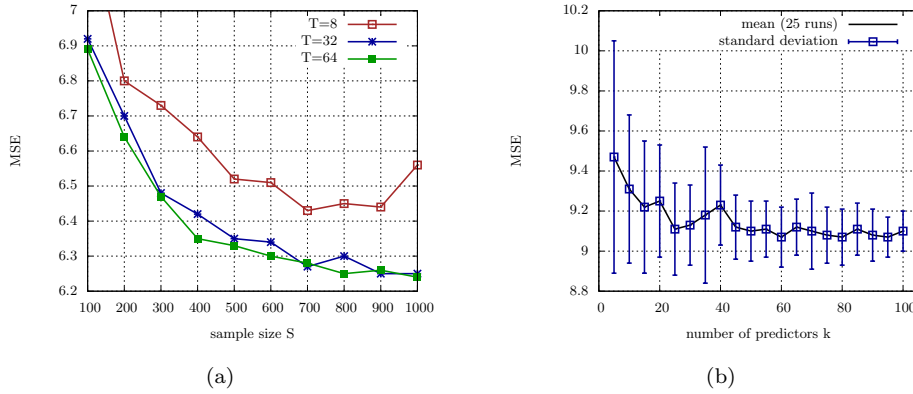 MSE
7
6.9
6.8
6.7
6.6
6.5
6.4
6.3
6.2
100 200 300 400 500 600 700 800 900 1000
sample size S
T=8
T=32
T=64
(a)
MSE
10.2
10
9.8
9.6
9.4
9.2
9
8.8
0 20 40 60 80 100
number of predictors k
mean (25 runs)
standard deviation
(b)